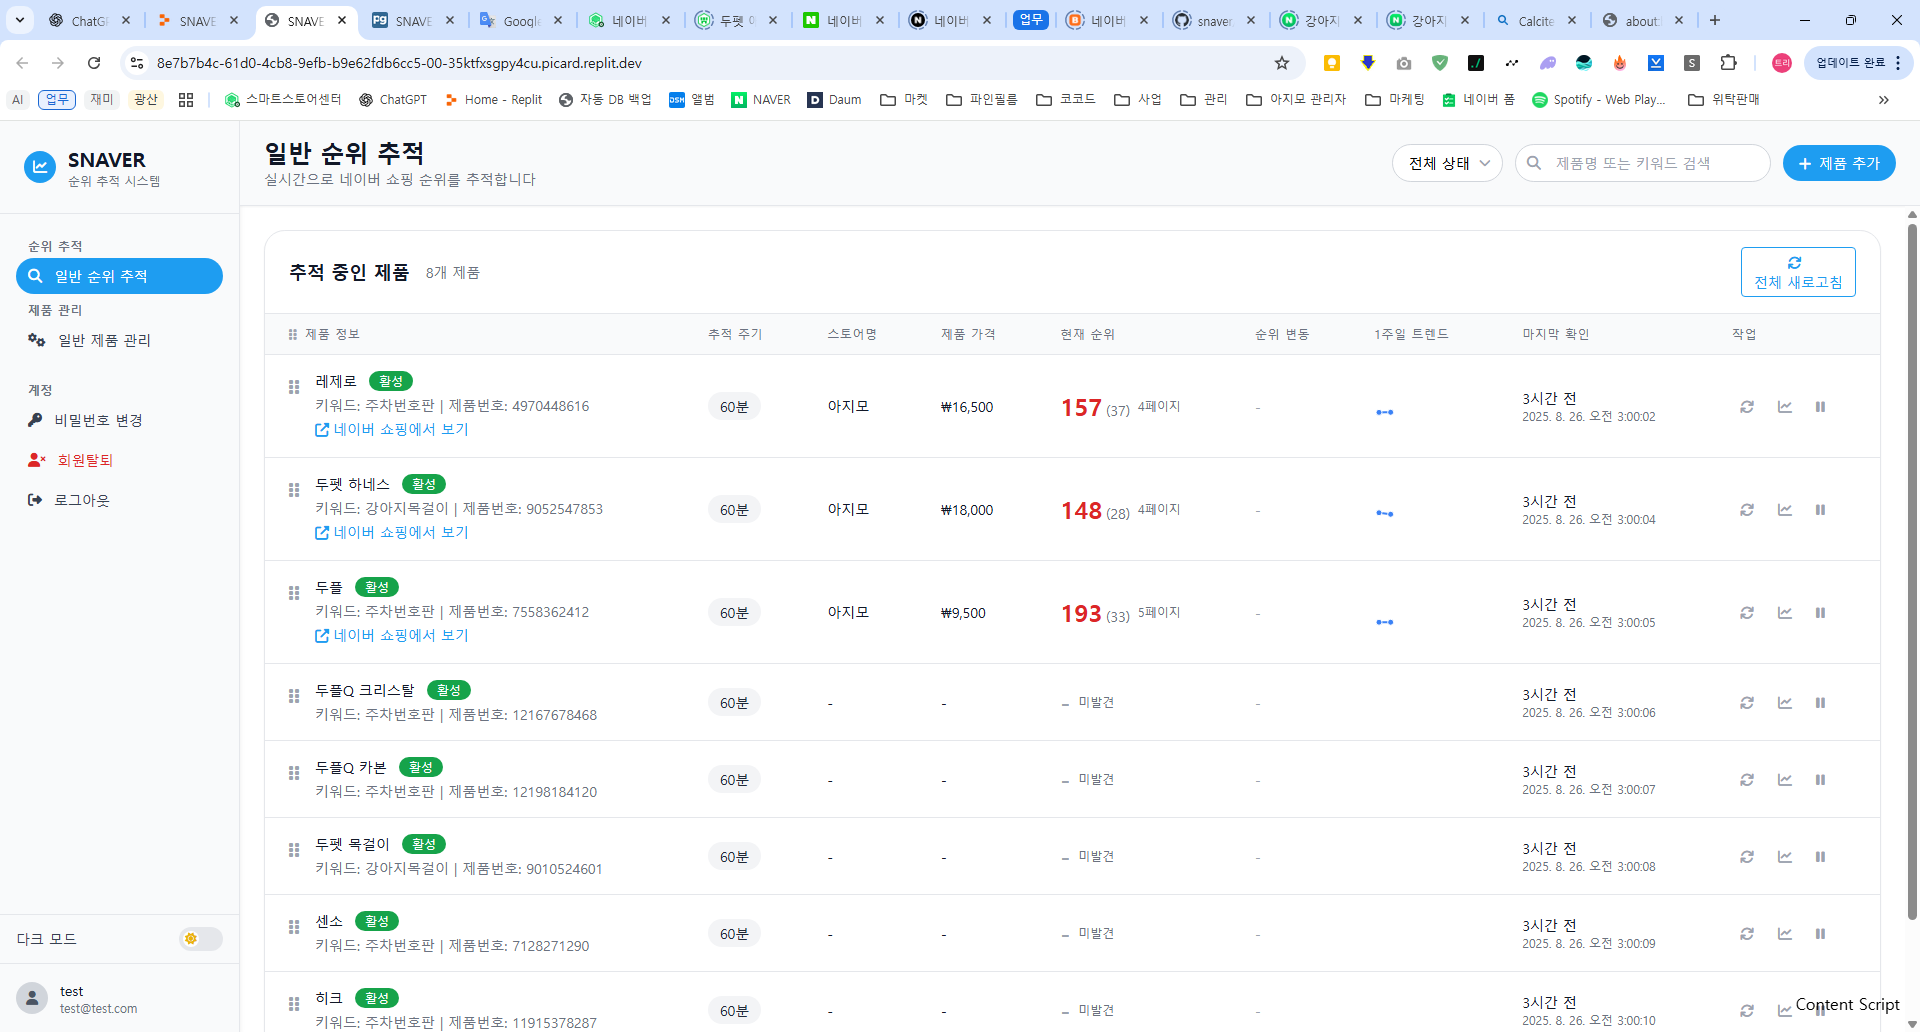 ChatG
SNAVE
SNAVE
SNAVE
Google
네이버
두펫 이
네이버
네이버
업무
네이버
snaver
강아지
강아지
Calcite
about:
8e7b7b4c-61d0-4cb8-9efb-b9e62fdb6cc5-00-35ktfxsgpy4cu.picard.replit.dev
트리
업데이트 완료
AI 업무 재미 광산 스마트스토어센터 ChatGPT Home - Replit 자동 DB 백업 DSM 앨범 NAVER Daum 마켓 파인필름 코코드 사업 관리 아지모 관리자 마케팅 네이버 폼 Spotify - Web Play... 위탁판매
SNAVER
순위 추적 시스템
순위 추적
일반 순위 추적
제품 관리
일반 제품 관리
계정
비밀번호 변경
회원탈퇴
로그아웃
다크 모드
test
test@test.com
일반 순위 추적
실시간으로 네이버 쇼핑 순위를 추적합니다
전체 상태
제품명 또는 키워드 검색
+ 제품 추가
추적 중인 제품 8개 제품
전체 새로고침
제품 정보 추적 주기 스토어명 제품 가격 현재 순위 순위 변동 1주일 트렌드 마지막 확인 작업
레제로 활성
키워드: 주차번호판 | 제품번호: 4970448616
네이버 쇼핑에서 보기
60분 아지모 ₩16,500 157 (37) 4페이지 -
3시간 전
2025. 8. 26. 오전 3:00:02
두펫 하네스 활성
키워드: 강아지목걸이 | 제품번호: 9052547853
네이버 쇼핑에서 보기
60분 아지모 ₩18,000 148 (28) 4페이지 -
3시간 전
2025. 8. 26. 오전 3:00:04
두플 활성
키워드: 주차번호판 | 제품번호: 7558362412
네이버 쇼핑에서 보기
60분 아지모 ₩9,500 193 (33) 5페이지 -
3시간 전
2025. 8. 26. 오전 3:00:05
두플Q 크리스탈 활성
키워드: 주차번호판 | 제품번호: 12167678468
60분 - - – 미발견 -
3시간 전
2025. 8. 26. 오전 3:00:06
두플Q 카본 활성
키워드: 주차번호판 | 제품번호: 12198184120
60분 - - – 미발견 -
3시간 전
2025. 8. 26. 오전 3:00:07
두펫 목걸이 활성
키워드: 강아지목걸이 | 제품번호: 9010524601
60분 - - – 미발견 -
3시간 전
2025. 8. 26. 오전 3:00:08
센소 활성
키워드: 주차번호판 | 제품번호: 7128271290
60분 - - – 미발견 -
3시간 전
2025. 8. 26. 오전 3:00:09
히크 활성
키워드: 주차번호판 | 제품번호: 11915378287
60분 - - – 미발견 -
3시간 전
2025. 8. 26. 오전 3:00:10
Content Script